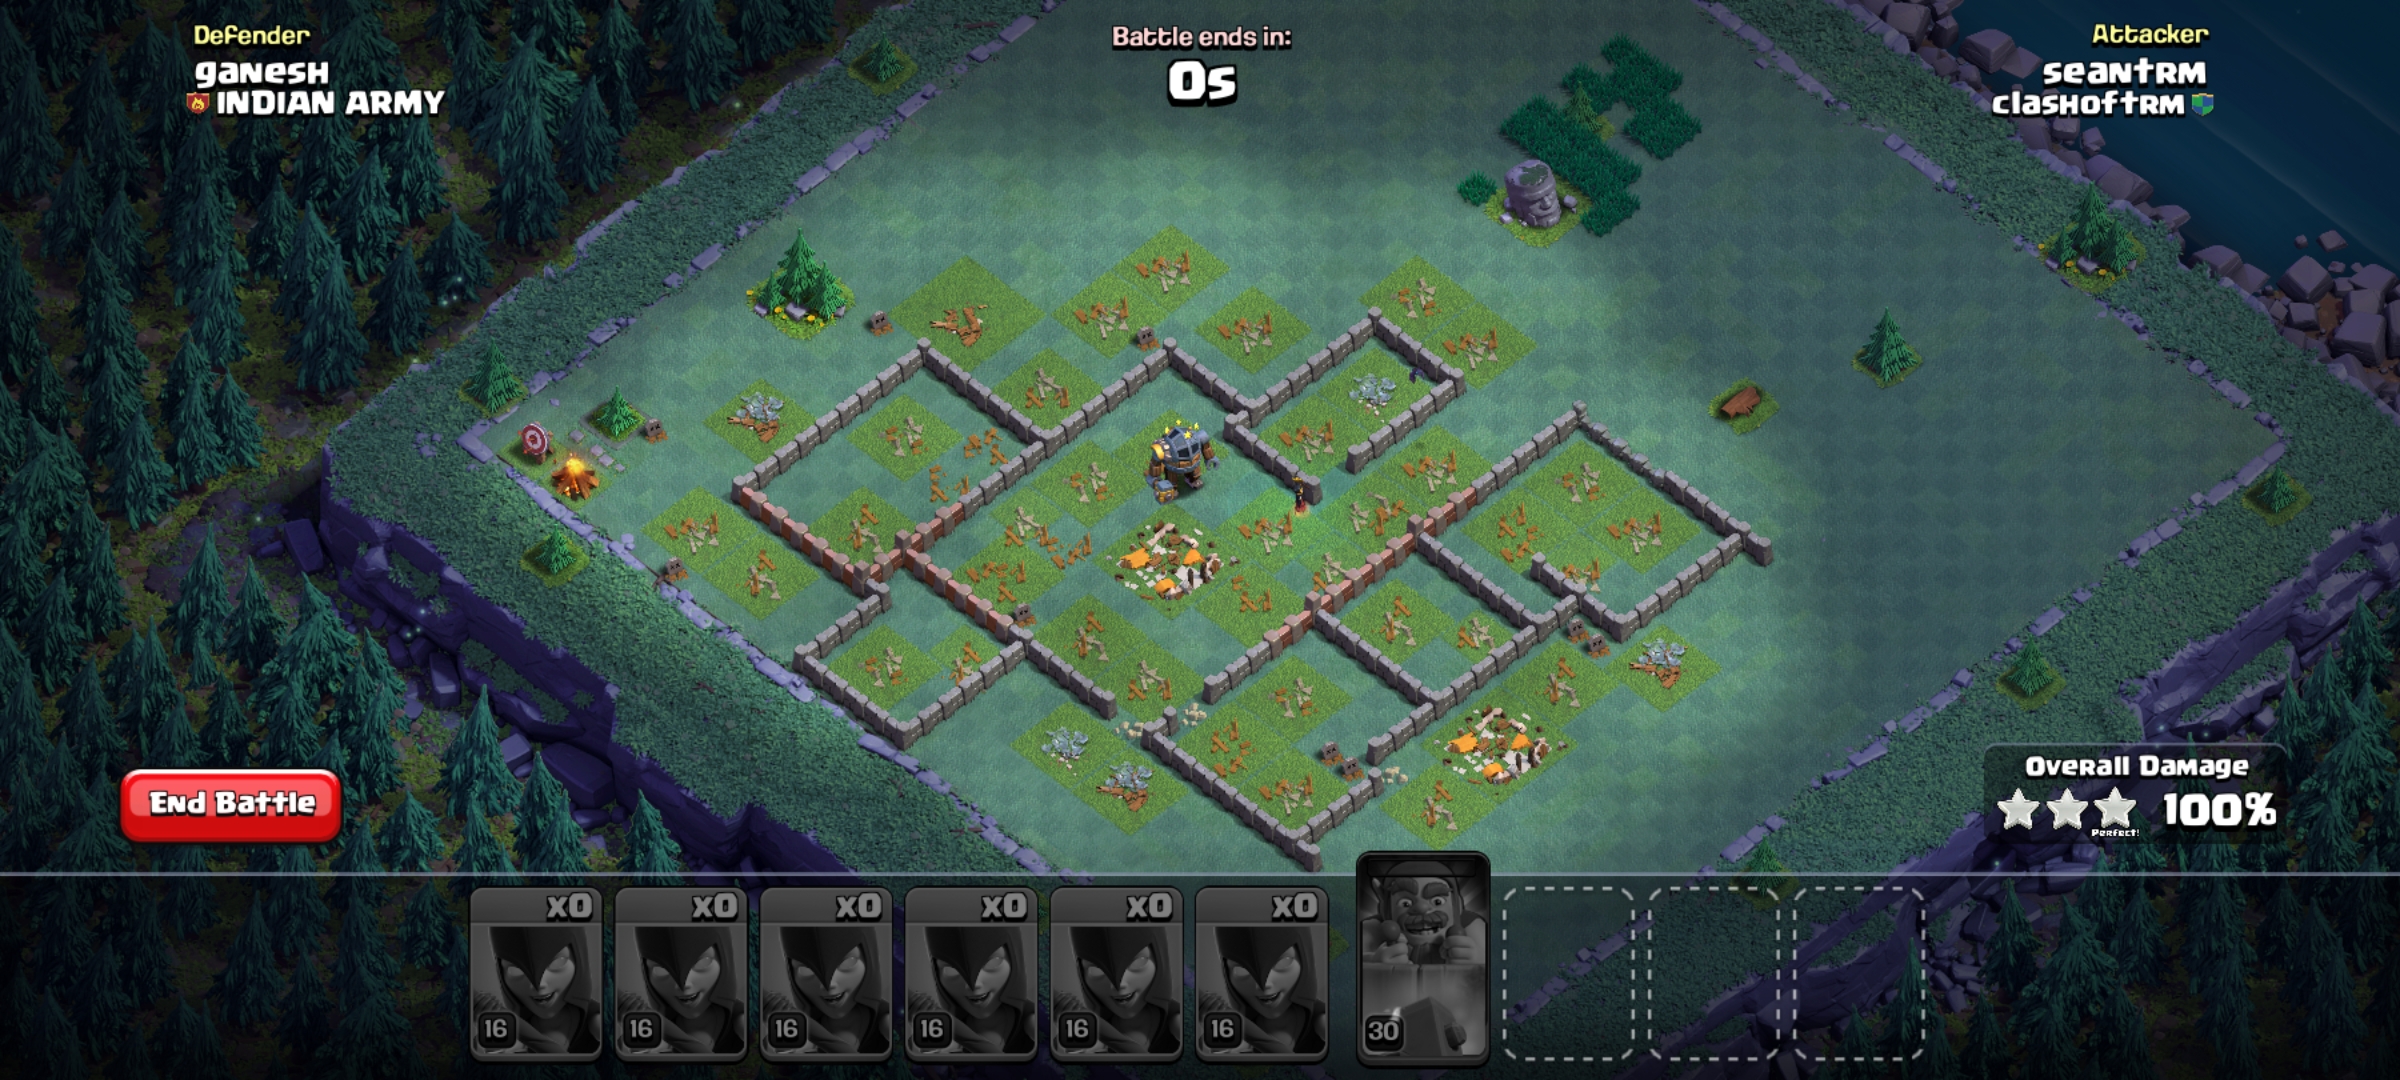 Defender
ganesh
INDIAN ARMY
Battle ends in:
0s
Attacker
seantRM
clashoftRM
End Battle
Overall Damage
100%
Perfect!
x0
x0
x0
x0
x0
x0
16
16
16
16
16
16
30